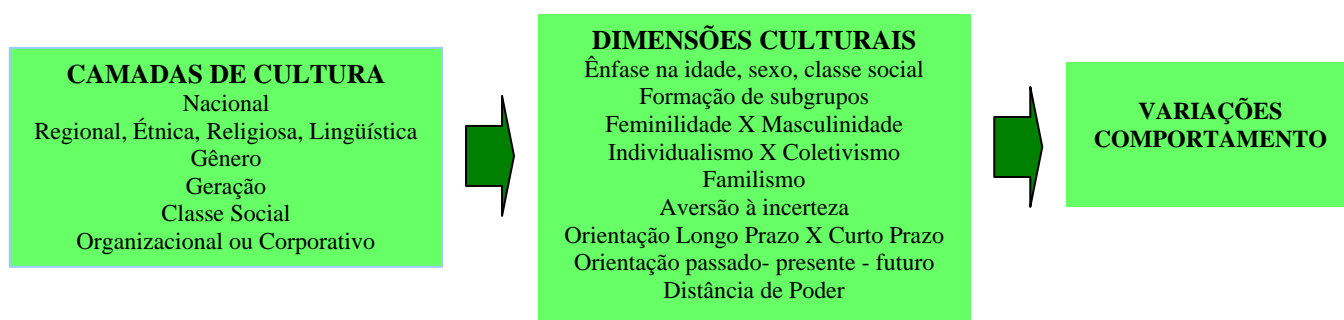 CAMADAS DE CULTURA
Nacional
Regional, Étnica, Religiosa, Lingüística
Gênero
Geração
Classe Social
Organizacional ou Corporativo
DIMENSÕES CULTURAIS
Ênfase na idade, sexo, classe social
Formação de subgrupos
Feminilidade X Masculinidade
Individualismo X Coletivismo
Familismo
Aversão à incerteza
Orientação Longo Prazo X Curto Prazo
Orientação passado- presente - futuro
Distância de Poder
VARIAÇÕES
COMPORTAMENTO